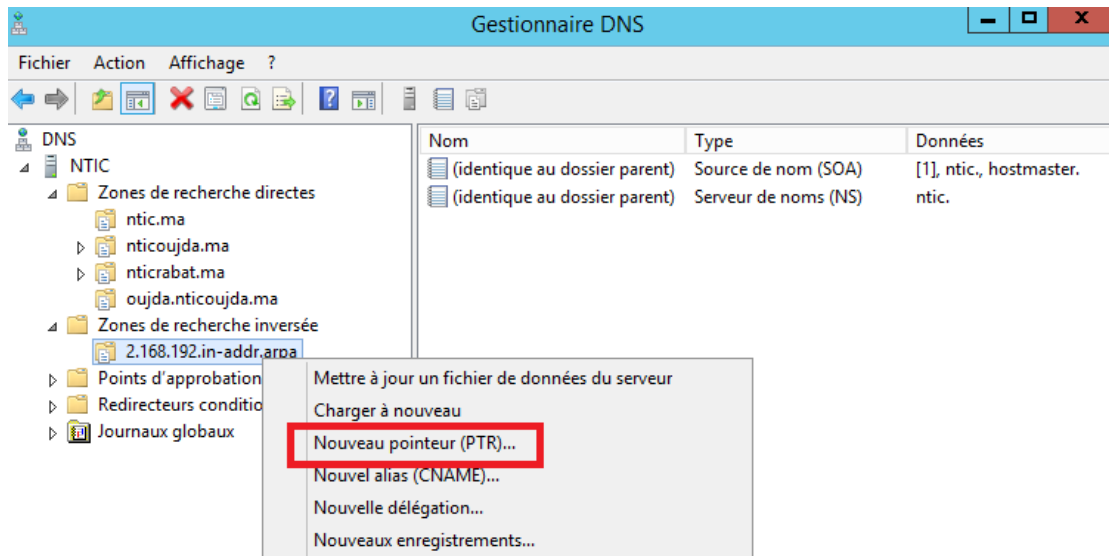 Gestionnaire DNS
Fichier Action Affichage ?
DNS
NTIC
Zones de recherche directes
ntic.ma
nticoujda.ma
nticrabat.ma
oujda.nticoujda.ma
Zones de recherche inversée
2.168.192.in-addr.arpa
Points d'approbation
Redirecteurs conditio
Journaux globaux
Nom Type Données
(identique au dossier parent) Source de nom (SOA) [1], ntic., hostmaster.
(identique au dossier parent) Serveur de noms (NS) ntic.
Mettre à jour un fichier de données du serveur
Charger à nouveau
Nouveau pointeur (PTR)...
Nouvel alias (CNAME)...
Nouvelle délégation...
Nouveaux enregistrements...